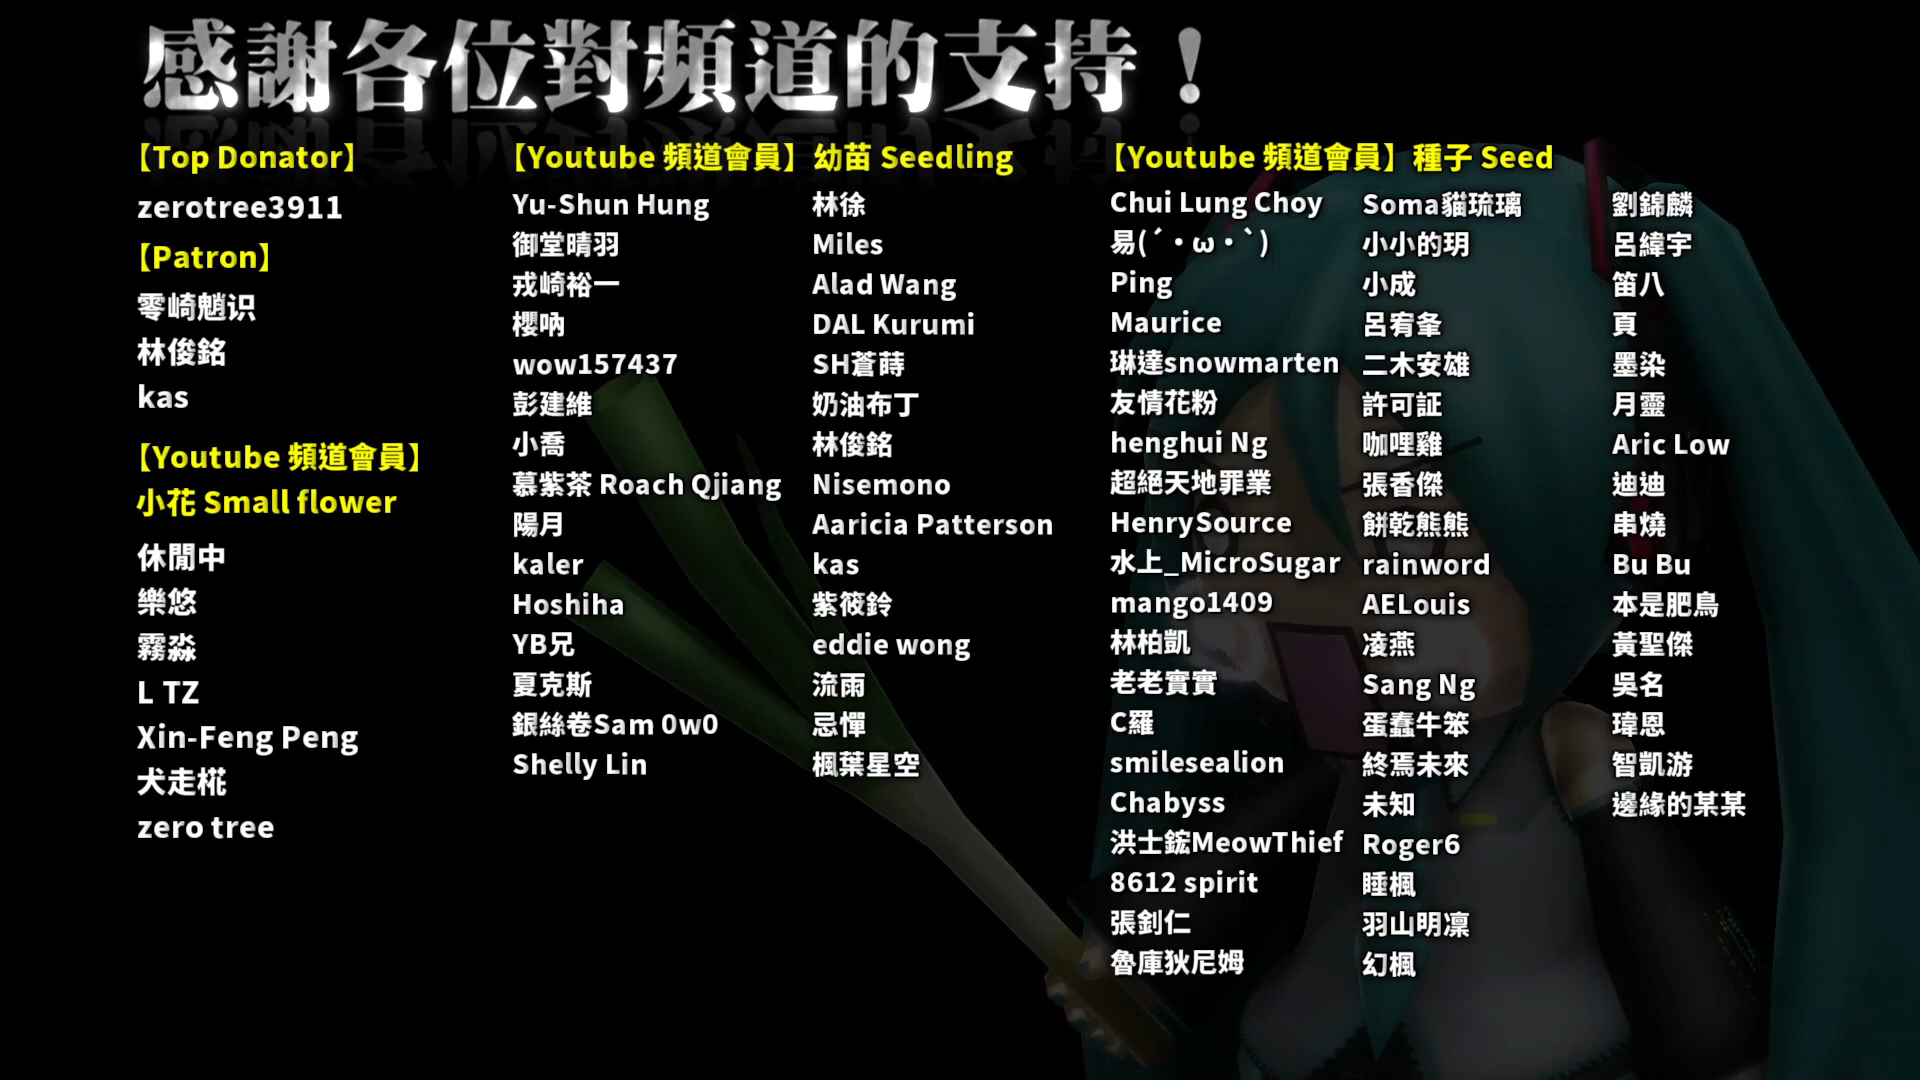 感謝各位對頻道的支持！
【Top Donator】
zerotree3911
【Patron】
零崎魈识
林俊銘
kas
【Youtube 頻道會員】
小花 Small flower
休閒中
樂悠
霧淼
L TZ
Xin-Feng Peng
犬走椛
zero tree
【Youtube 頻道會員】幼苗 Seedling
Yu-Shun Hung
御堂晴羽
戎崎裕一
櫻吶
wow157437
彭建維
小喬
慕紫茶 Roach Qjiang
陽月
kaler
Hoshiha
YB兄
夏克斯
銀絲卷Sam 0w0
Shelly Lin
林徐
Miles
Alad Wang
DAL Kurumi
SH蒼蒔
奶油布丁
林俊銘
Nisemono
Aaricia Patterson
kas
紫筱鈴
eddie wong
流雨
忌憚
楓葉星空
【Youtube 頻道會員】種子 Seed
Chui Lung Choy
易(´・ω・`)
Ping
Maurice
琳達snowmarten
友情花粉
henghui Ng
超絕天地罪業
HenrySource
水上_MicroSugar
mango1409
林柏凱
老老實實
C羅
smilesealion
Chabyss
洪士鋐MeowThief
8612 spirit
張釗仁
魯庫狄尼姆
Soma貓琉璃
小小的玥
小成
呂宥夆
二木安雄
許可証
咖哩雞
張香傑
餅乾熊熊
rainword
AELouis
凌燕
Sang Ng
蛋蠢牛笨
終焉未來
未知
Roger6
睡楓
羽山明凜
幻楓
劉錦麟
呂緯宇
笛八
頁
墨染
月靈
Aric Low
迪迪
串燒
Bu Bu
本是肥鳥
黃聖傑
吳名
瑋恩
智凱游
邊緣的某某